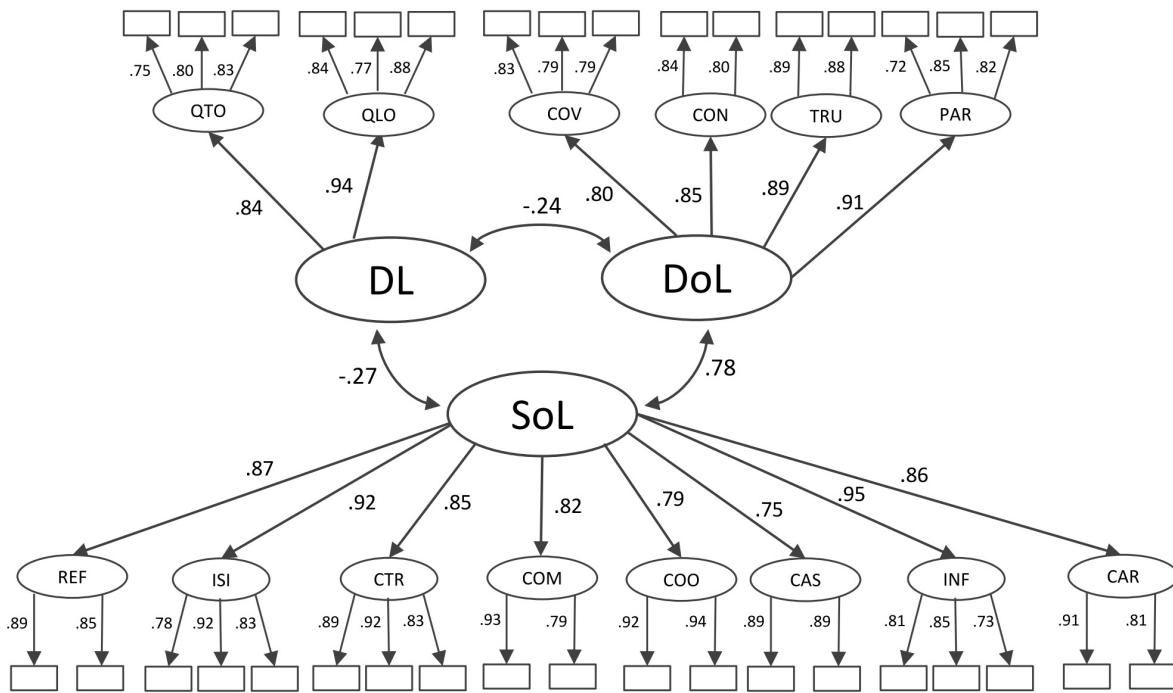 .75 .80 .83 .84 .77 .88 .83 .79 .79 .84 .80 .89 .88 .72 .85 .82
QTO QLO COV CON TRU PAR
.84 .94 .80 .85 .89 .91
-.24
DL DoL
-.27 .78
SoL
.87 .92 .85 .82 .79 .75 .95 .86
REF ISI CTR COM COO CAS INF CAR
.89 .85 .78 .92 .83 .89 .92 .83 .93 .79 .92 .94 .89 .89 .81 .85 .73 .91 .81